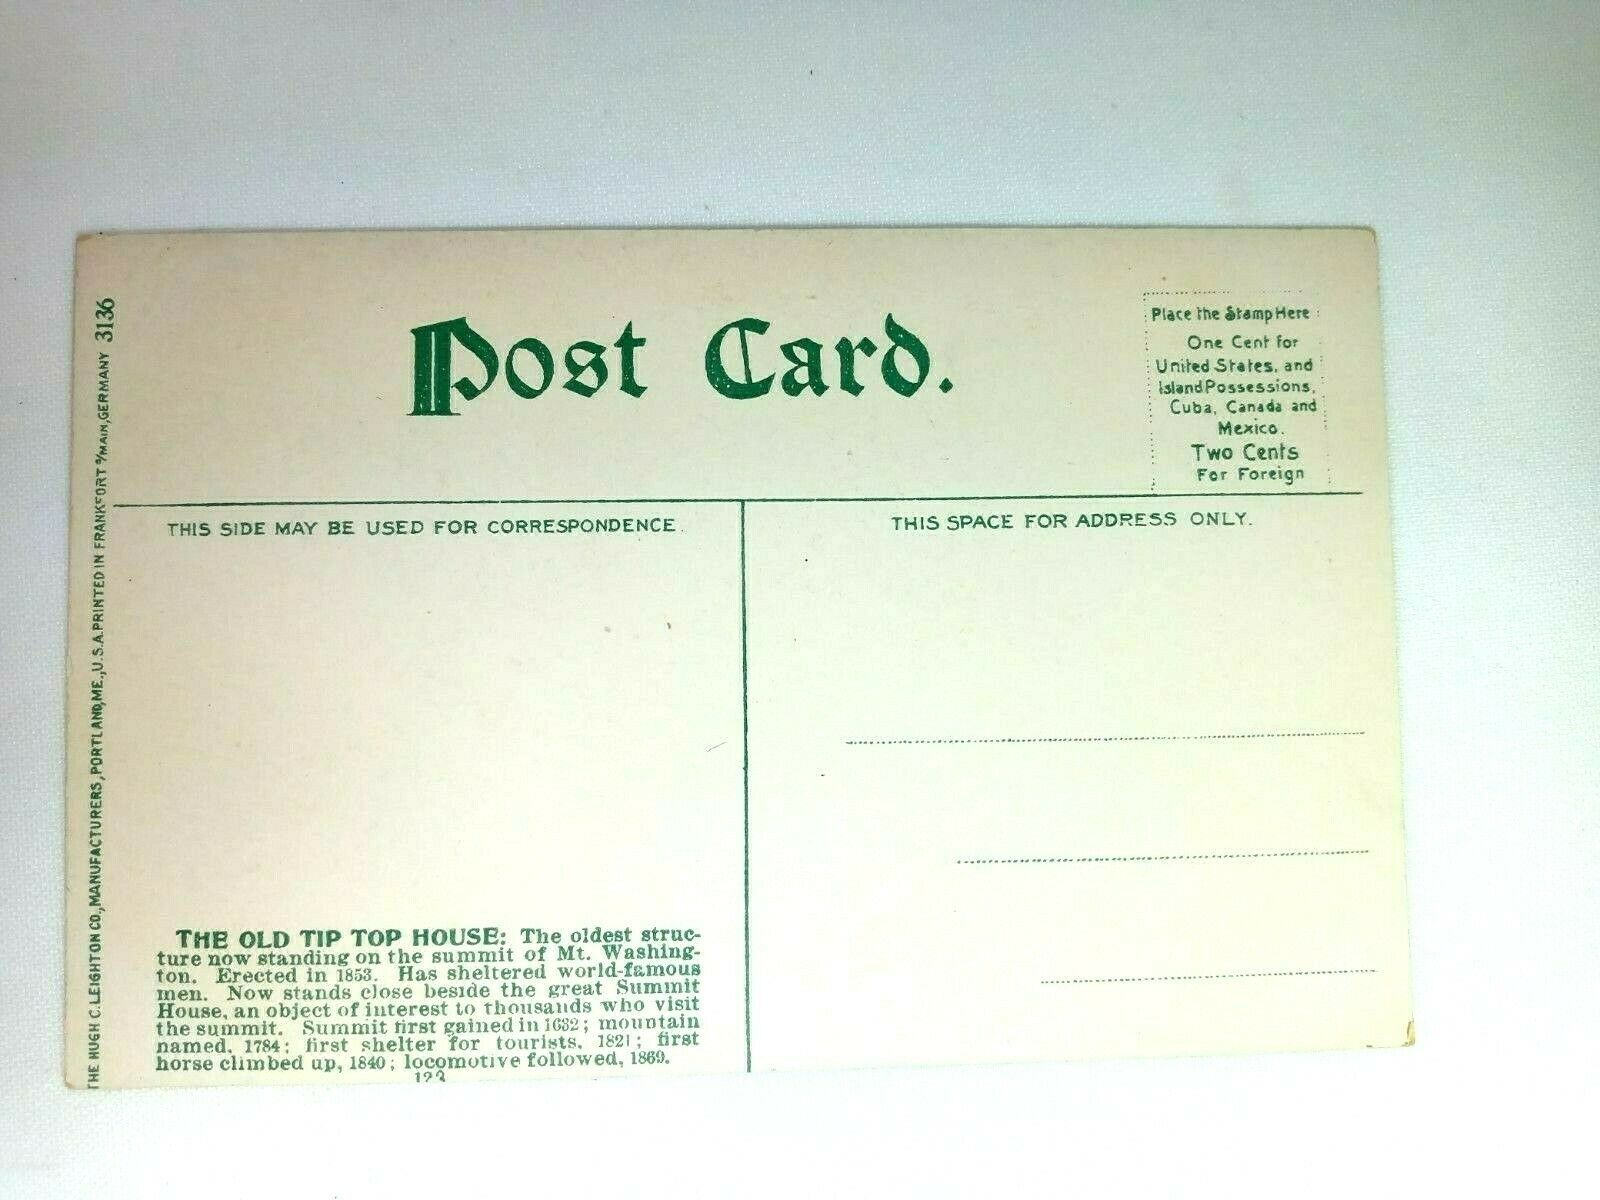 Post Card.
Place the Stamp Here
One Cent for
United States, and
Island Possessions,
Cuba, Canada and
Mexico.
Two Cents
For Foreign
THIS SIDE MAY BE USED FOR CORRESPONDENCE.
THIS SPACE FOR ADDRESS ONLY.
THE OLD TIP TOP HOUSE: The oldest struc-
ture now standing on the summit of Mt. Washing-
ton. Erected in 1853. Has sheltered world-famous
men. Now stands close beside the great Summit
House, an object of interest to thousands who visit
the summit. Summit first gained in 1632; mountain
named, 1784; first shelter for tourists, 1821; first
horse climbed up, 1840; locomotive followed, 1869.
123
THE HUGH C. LEIGHTON CO., MANUFACTURERS, PORTLAND, ME., U.S.A. PRINTED IN FRANKFORT o/MAIN, GERMANY 3136